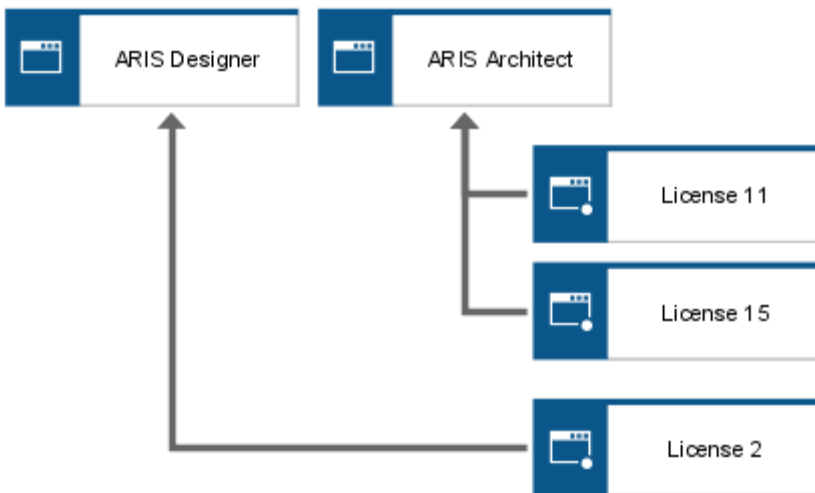 ARIS Designer
ARIS Architect
License 11
License 15
License 2